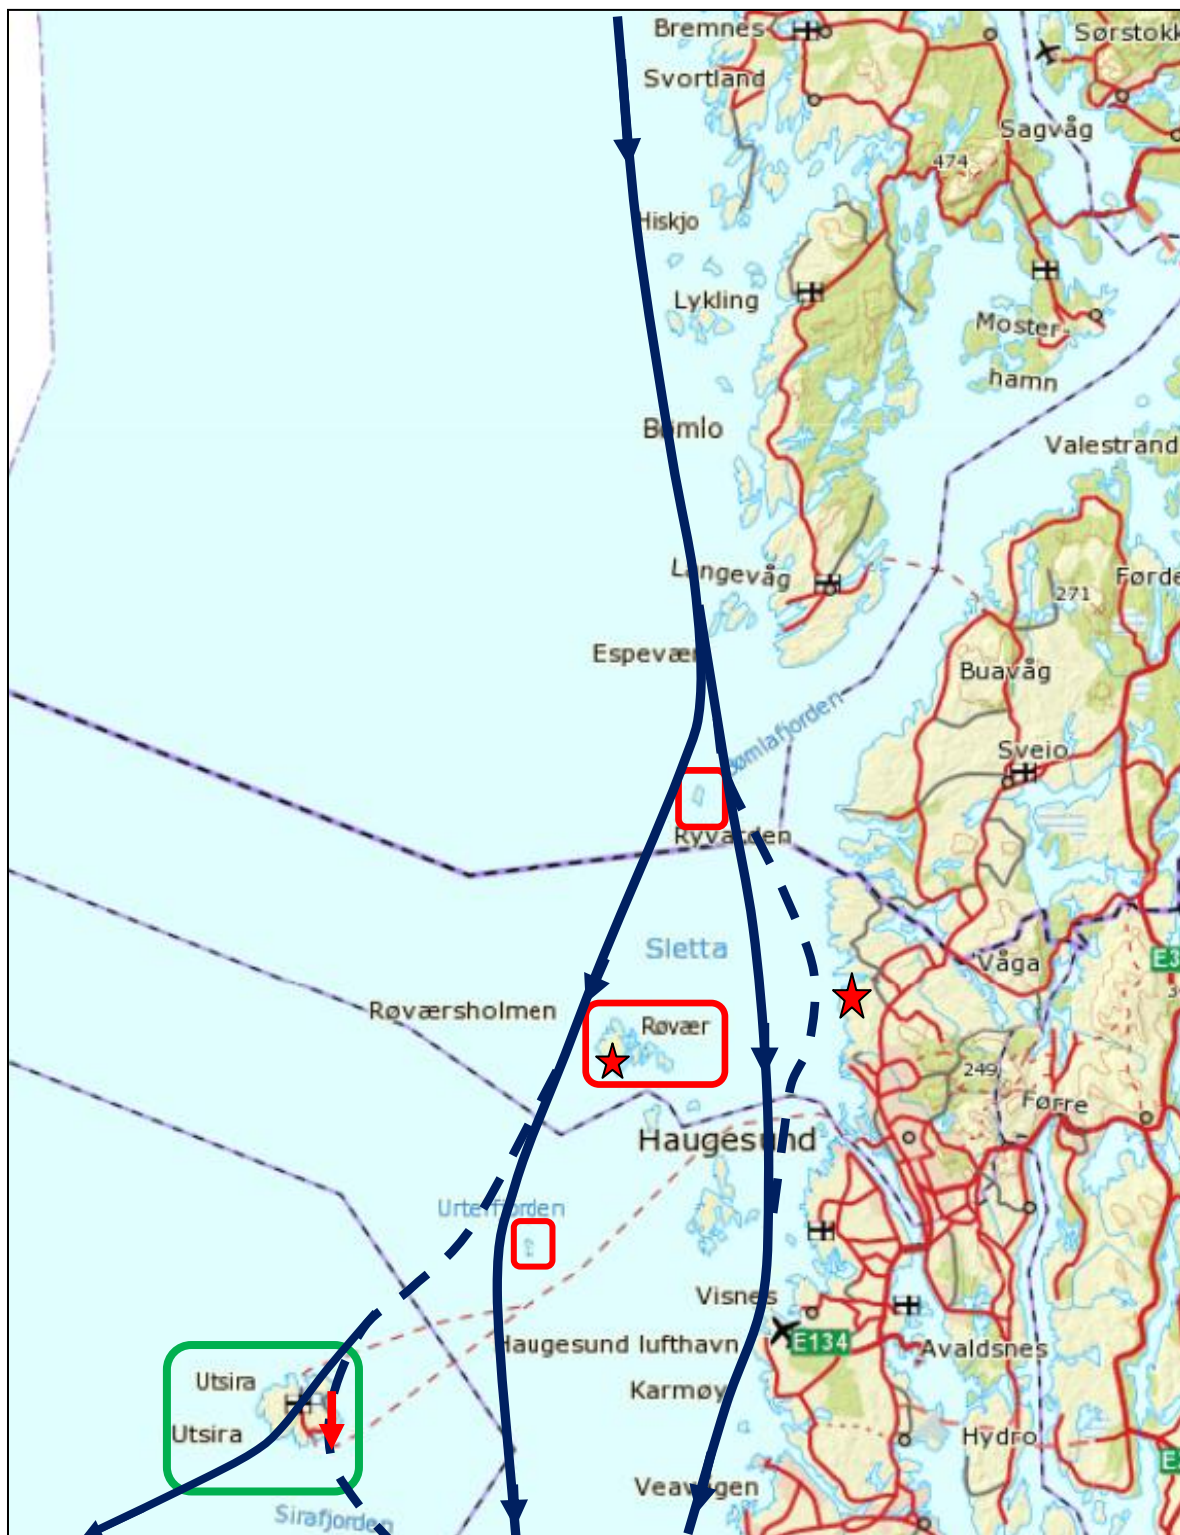 Bremnes
Sørstokk
Svortland
Sagvåg
474
Hiskjo
Lykling
Moster-
hamn
Bømlo
Valestrand
Langevåg
Førde
271
Espevær
Buavåg
Bømlafjorden
Sveio
Ryvarden
Sletta
Våga
E3
Røværsholmen
Røvær
249
Førre
Haugesund
Urterfjorden
Visnes
Haugesund lufthavn
E134
Avaldsnes
Utsira
Karmøy
Utsira
Hydro
Veavågen
Sirafjorden